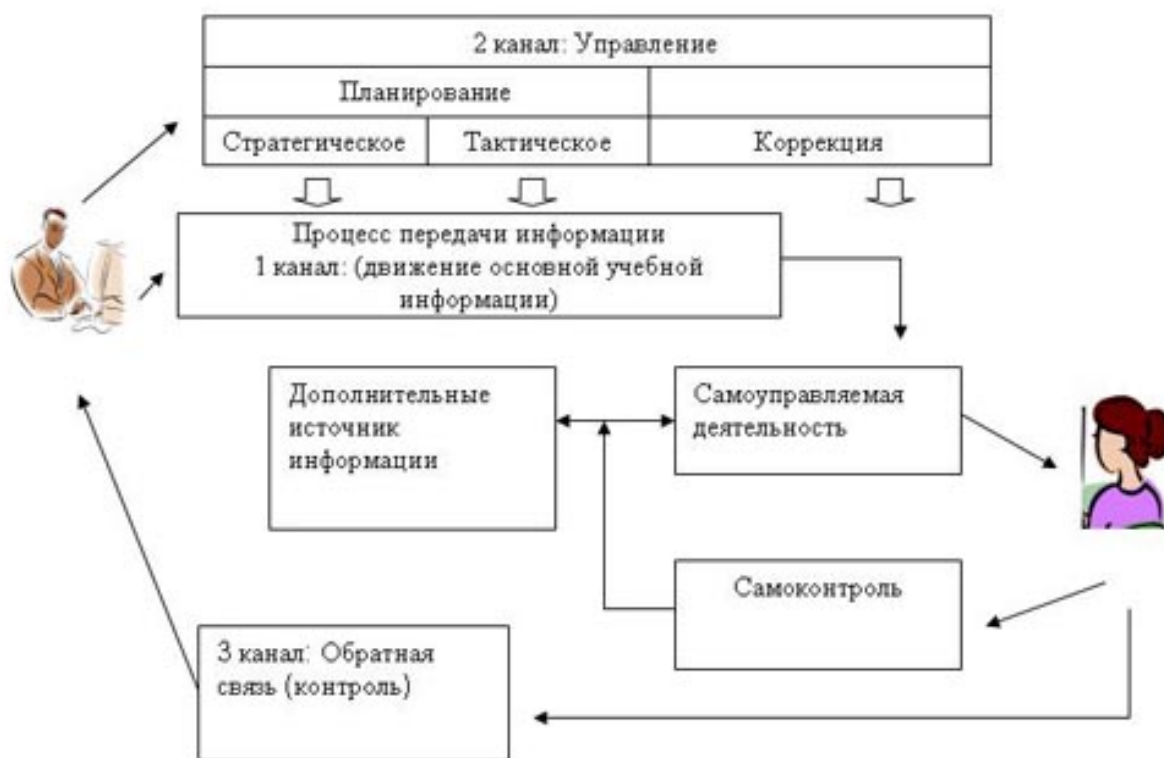 2 канал: Управление
Планирование
Стратегическое
Тактическое
Коррекция
Процесс передачи информации
1 канал: (движение основной учебной
информации)
Дополнительные
источник
информации
Самоуправляемая
деятельность
Самоконтроль
3 канал: Обратная
связь (контроль)